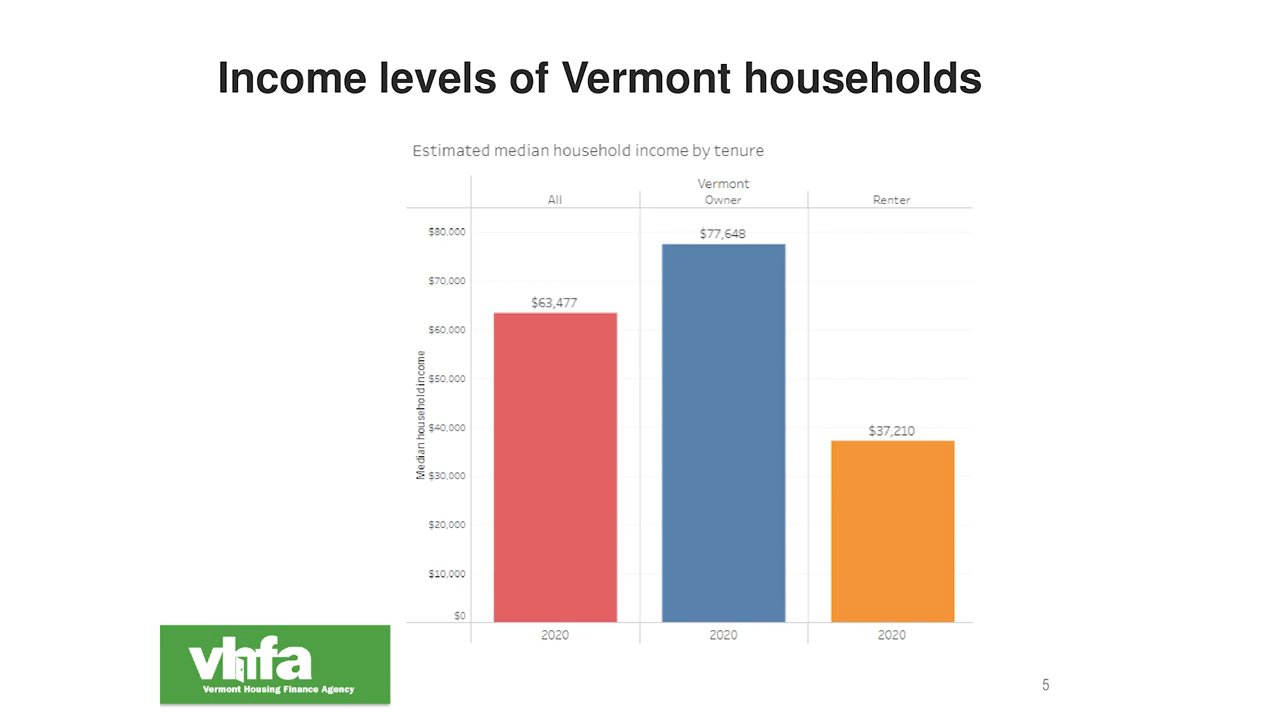 Income levels of Vermont households
Estimated median household income by tenure
Vermont
All Owner Renter
$80,000
$70,000
$60,000
$50,000
$40,000
$30,000
$20,000
$10,000
$0
Median household income
$63,477
$77,648
$37,210
2020 2020 2020
vhfa
Vermont Housing Finance Agency
5